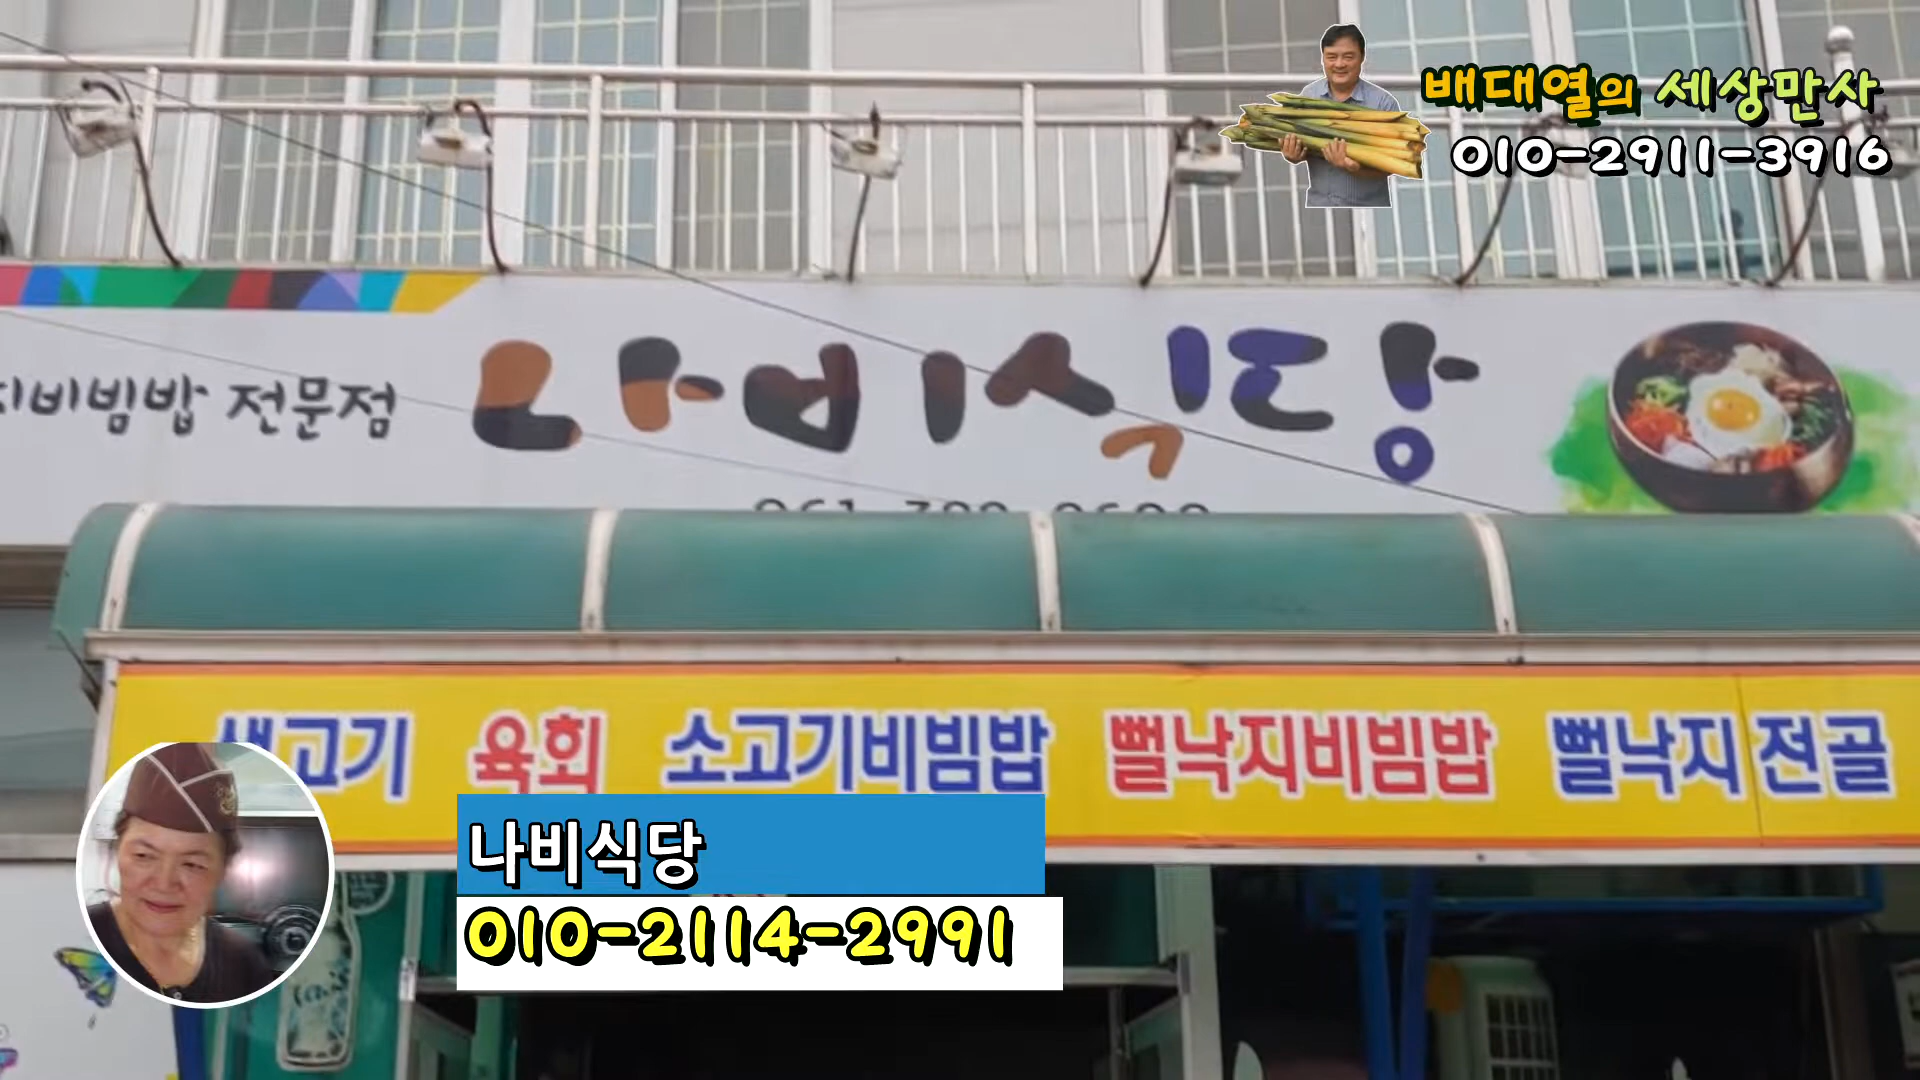 배대열의 세상만사
010-2911-3916
비빔밥 전문점
나비식당
생고기 육회 소고기비빔밥 뻘낙지비빔밥 뻘낙지 전골
나비식당
010-2114-2991